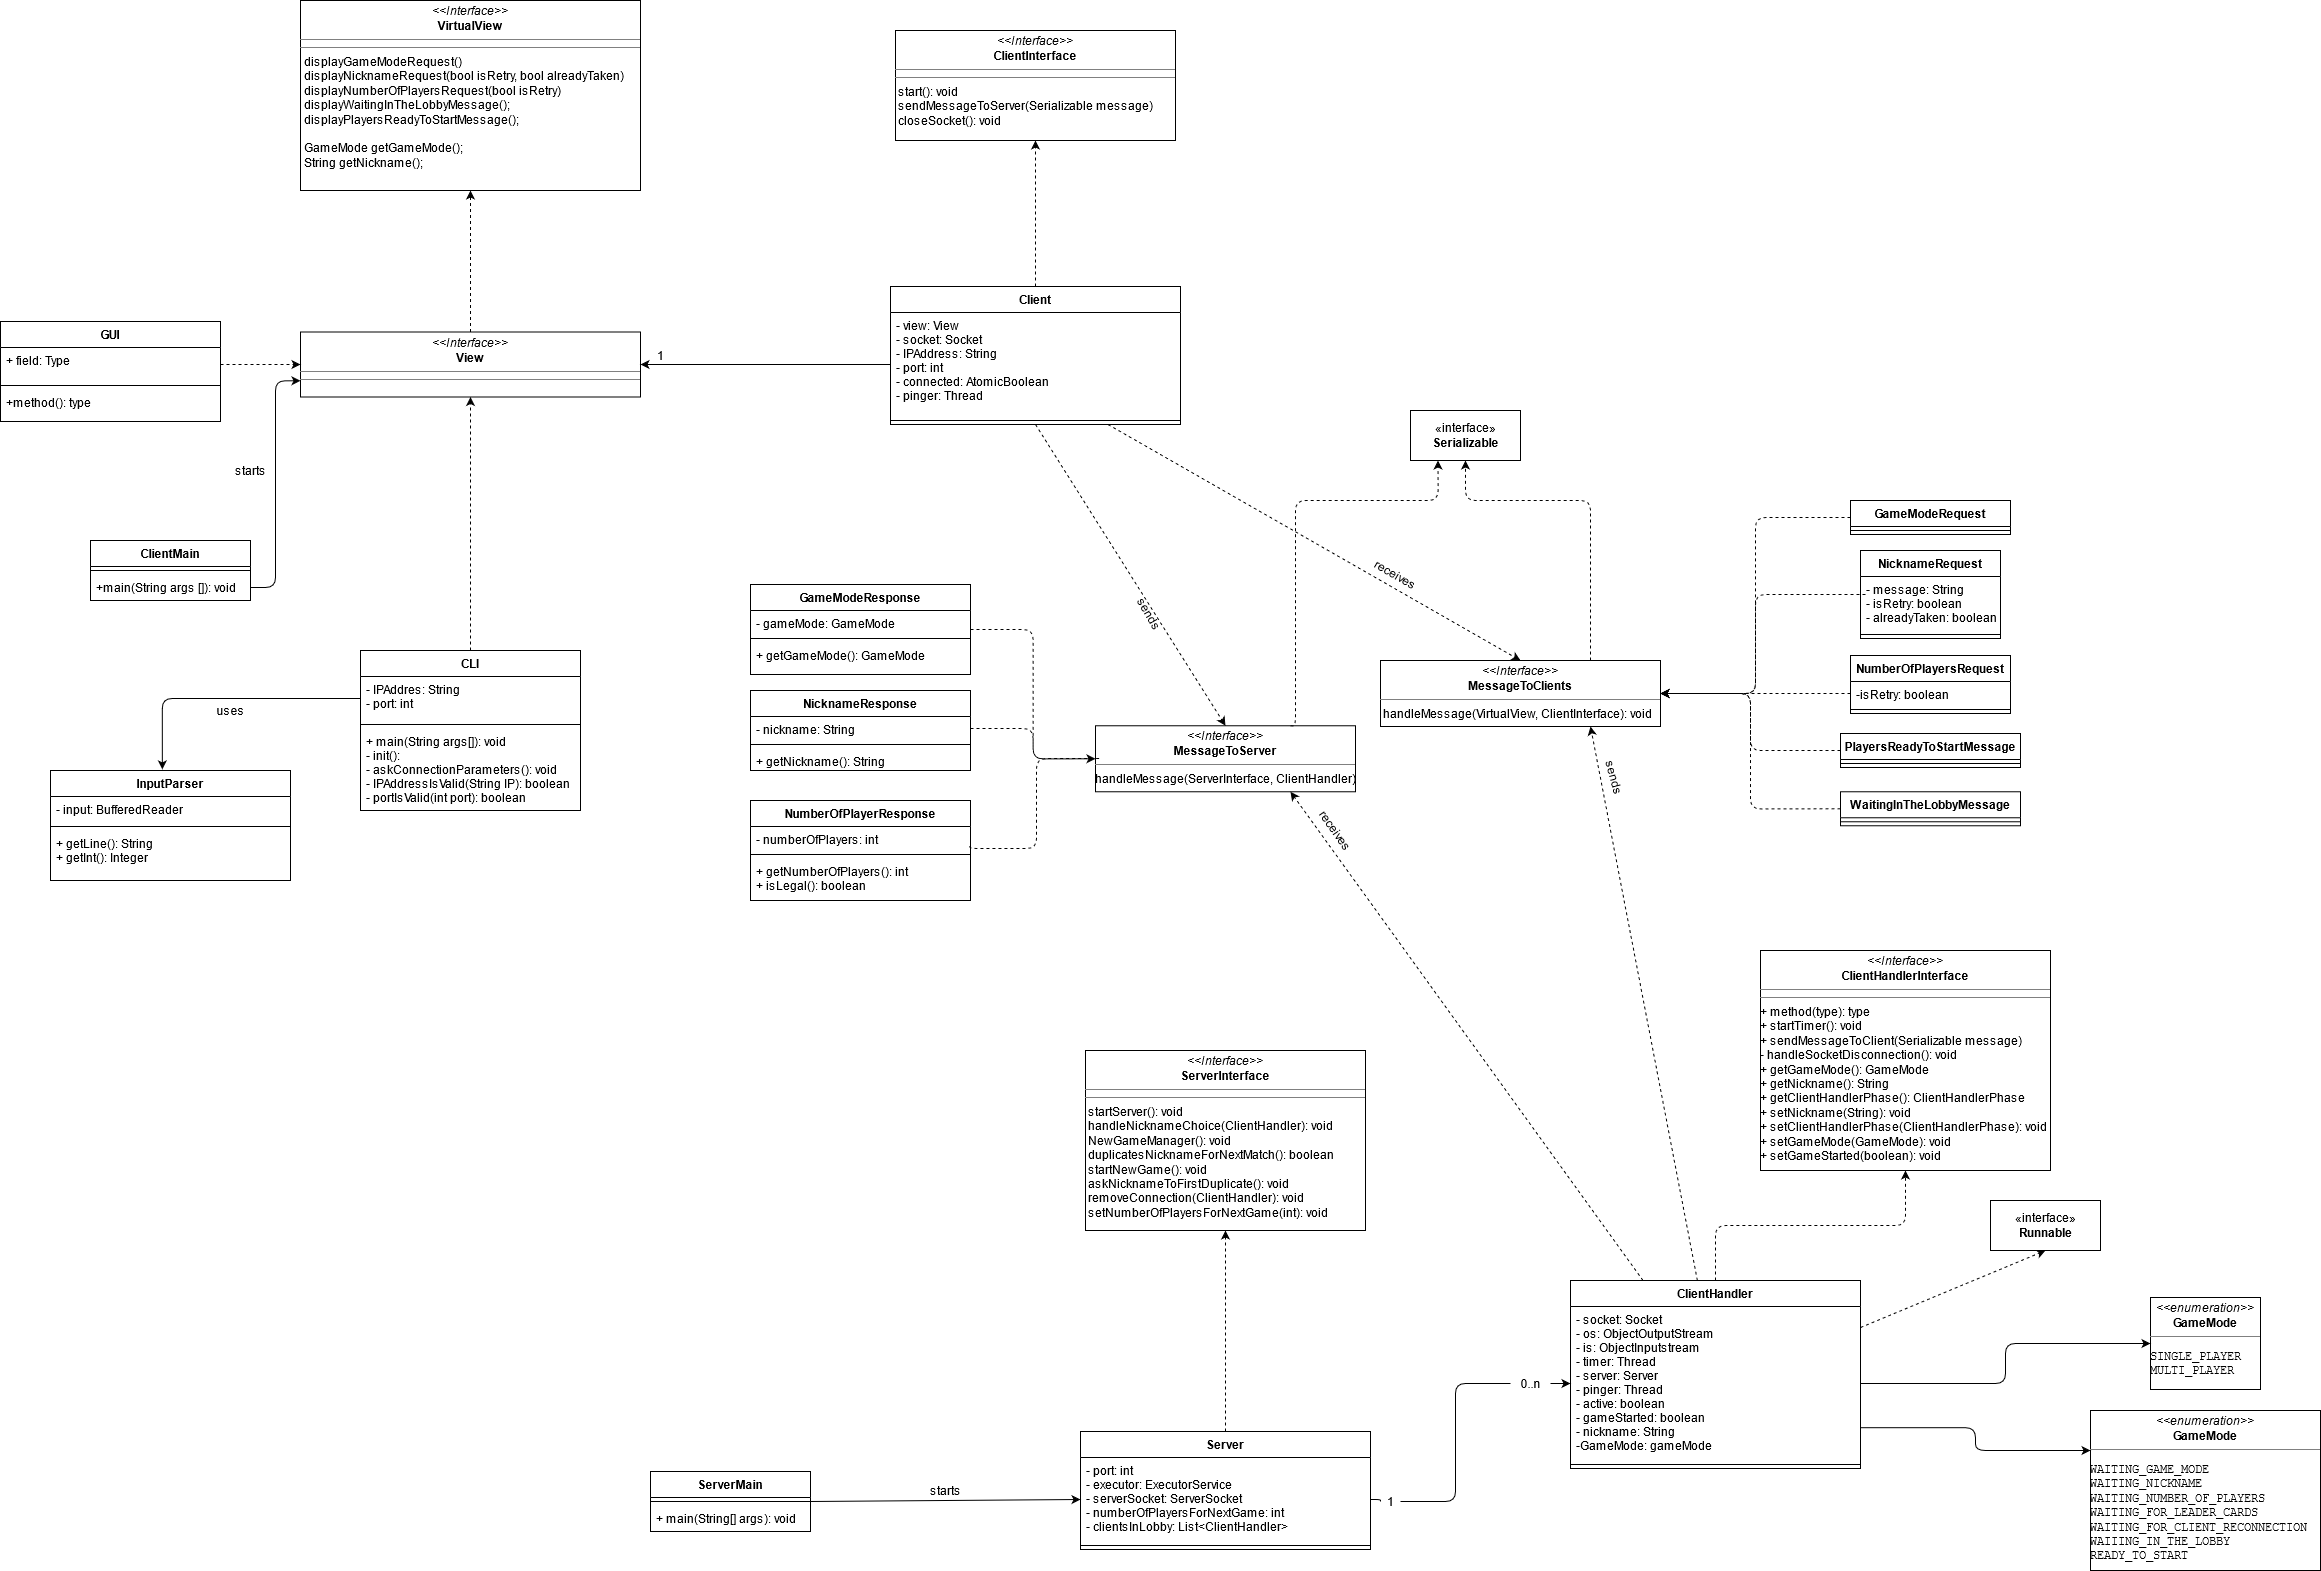 <<Interface>>
VirtualView
displayGameModeRequest()
displayNicknameRequest(bool isRetry, bool alreadyTaken)
displayNumberOfPlayersRequest(bool isRetry)
displayWaitingInTheLobbyMessage();
displayPlayersReadyToStartMessage();
GameMode getGameMode();
String getNickname();
<<Interface>>
ClientInterface
start(): void
sendMessageToServer(Serializable message)
closeSocket(): void
GUI
+ field: Type
+method(): type
<<Interface>>
View
1
Client
- view: View
- socket: Socket
- IPAddress: String
- port: int
- connected: AtomicBoolean
- pinger: Thread
starts
ClientMain
+main(String args []): void
«interface»
Serializable
receives
sends
GameModeRequest
NicknameRequest
- message: String
- isRetry: boolean
- alreadyTaken: boolean
NumberOfPlayersRequest
-isRetry: boolean
PlayersReadyToStartMessage
WaitingInTheLobbyMessage
GameModeResponse
- gameMode: GameMode
+ getGameMode(): GameMode
NicknameResponse
- nickname: String
+ getNickname(): String
NumberOfPlayerResponse
- numberOfPlayers: int
+ getNumberOfPlayers(): int
+ isLegal(): boolean
<<Interface>>
MessageToClients
handleMessage(VirtualView, ClientInterface): void
<<Interface>>
MessageToServer
handleMessage(ServerInterface, ClientHandler)
CLI
- IPAddres: String
- port: int
+ main(String args[]): void
- init():
- askConnectionParameters(): void
- IPAddressIsValid(String IP): boolean
- portIsValid(int port): boolean
uses
InputParser
- input: BufferedReader
+ getLine(): String
+ getInt(): Integer
sends
receives
<<Interface>>
ClientHandlerInterface
+ method(type): type
+ startTimer(): void
+ sendMessageToClient(Serializable message)
- handleSocketDisconnection(): void
+ getGameMode(): GameMode
+ getNickname(): String
+ getClientHandlerPhase(): ClientHandlerPhase
+ setNickname(String): void
+ setClientHandlerPhase(ClientHandlerPhase): void
+ setGameMode(GameMode): void
+ setGameStarted(boolean): void
<<Interface>>
ServerInterface
startServer(): void
handleNicknameChoice(ClientHandler): void
NewGameManager(): void
duplicatesNicknameForNextMatch(): boolean
startNewGame(): void
askNicknameToFirstDuplicate(): void
removeConnection(ClientHandler): void
setNumberOfPlayersForNextGame(int): void
«interface»
Runnable
ClientHandler
- socket: Socket
- os: ObjectOutputStream
- is: ObjectInputstream
- timer: Thread
- server: Server
- pinger: Thread
- active: boolean
- gameStarted: boolean
- nickname: String
-GameMode: gameMode
<<enumeration>>
GameMode
SINGLE_PLAYER
MULTI_PLAYER
<<enumeration>>
GameMode
WAITING_GAME_MODE
WAITING_NICKNAME
WAITING_NUMBER_OF_PLAYERS
WAITING_FOR_LEADER_CARDS
WAITING_FOR_CLIENT_RECONNECTION
WAIIING_IN_THE_LOBBY
READY_TO_START
0..n
1
Server
- port: int
- executor: ExecutorService
- serverSocket: ServerSocket
- numberOfPlayersForNextGame: int
- clientsInLobby: List<ClientHandler>
starts
ServerMain
+ main(String[] args): void